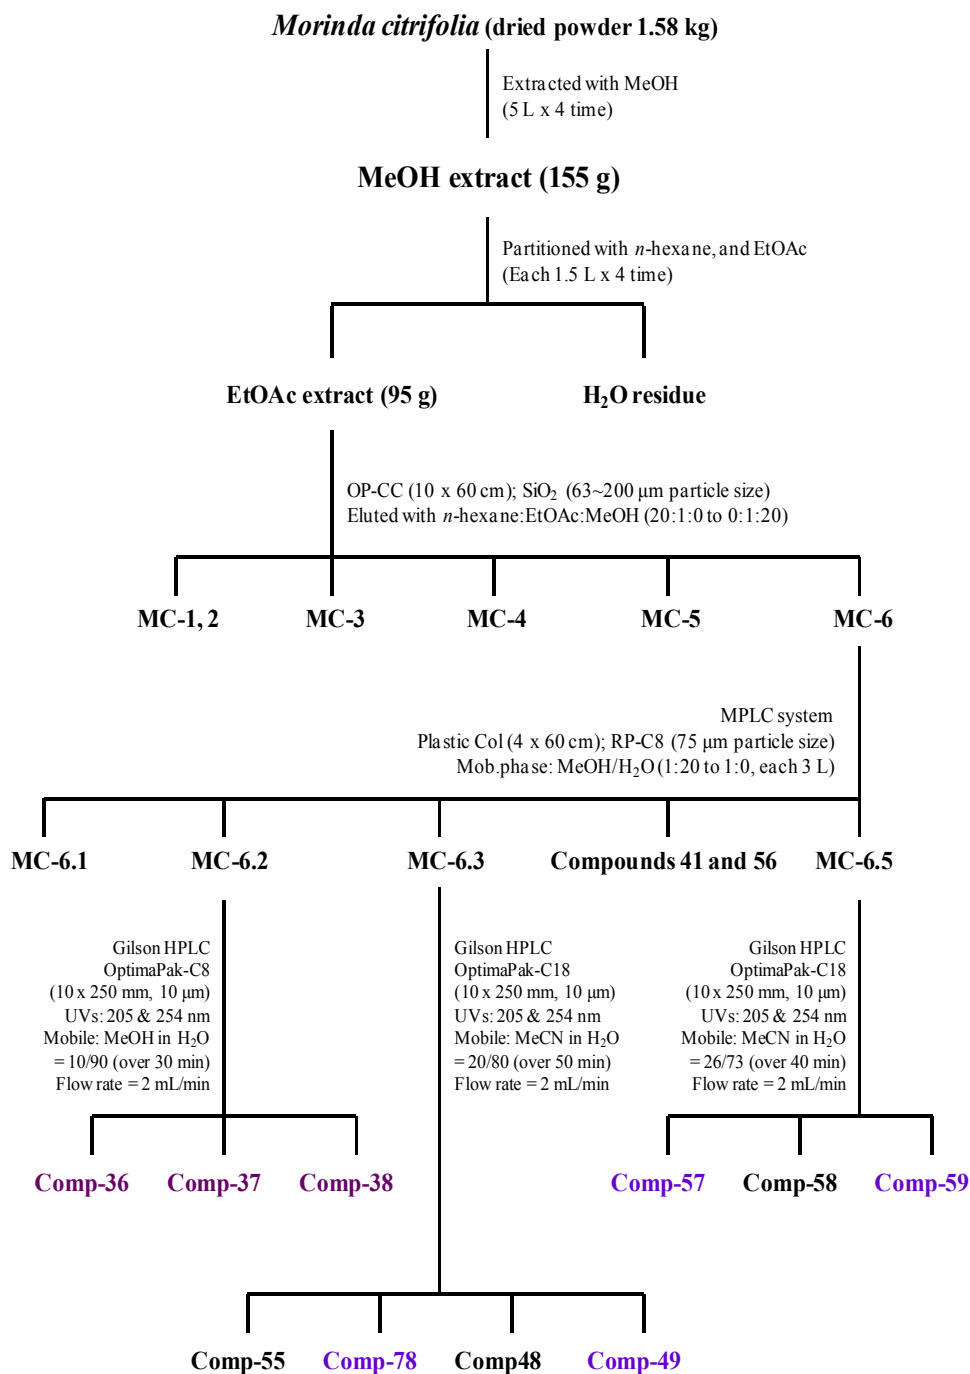 Morinda citrifolia (dried powder 1.58 kg)
Extracted with MeOH
(5 L x 4 time)
MeOH extract (155 g)
Partitioned with n-hexane, and EtOAc
(Each 1.5 L x 4 time)
EtOAc extract (95 g)
H₂O residue
OP-CC (10 x 60 cm); SiO₂ (63~200 µm particle size)
Eluted with n-hexane:EtOAc:MeOH (20:1:0 to 0:1:20)
MC-1, 2
MC-3
MC-4
MC-5
MC-6
MPLC system
Plastic Col (4 x 60 cm); RP-C8 (75 µm particle size)
Mob.phase: MeOH/H₂O (1:20 to 1:0, each 3 L)
MC-6.1
MC-6.2
MC-6.3
Compounds 41 and 56
MC-6.5
Gilson HPLC
OptimaPak-C8
(10 x 250 mm, 10 µm)
UVs: 205 & 254 nm
Mobile: MeOH in H₂O
= 10/90 (over 30 min)
Flow rate = 2 mL/min
Gilson HPLC
OptimaPak-C18
(10 x 250 mm, 10 µm)
UVs: 205 & 254 nm
Mobile: MeCN in H₂O
= 20/80 (over 50 min)
Flow rate = 2 mL/min
Gilson HPLC
OptimaPak-C18
(10 x 250 mm, 10 µm)
UVs: 205 & 254 nm
Mobile: MeCN in H₂O
= 26/73 (over 40 min)
Flow rate = 2 mL/min
Comp-36
Comp-37
Comp-38
Comp-57
Comp-58
Comp-59
Comp-55
Comp-78
Comp48
Comp-49